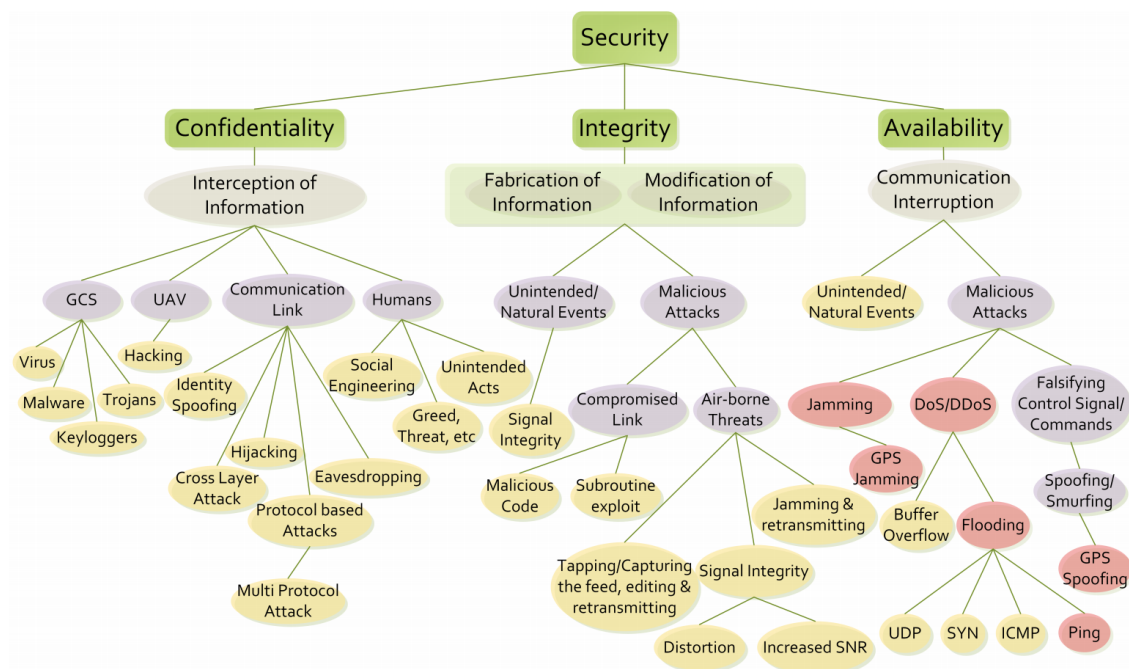 Security
Confidentiality
Integrity
Availability
Interception of
Information
Fabrication of
Information
Modification of
Information
Communication
Interruption
GCS
UAV
Communication
Link
Humans
Unintended/
Natural Events
Malicious
Attacks
Unintended/
Natural Events
Malicious
Attacks
Virus
Malware
Keyloggers
Trojans
Hacking
Identity
Spoofing
Cross Layer
Attack
Hijacking
Protocol based
Attacks
Multi Protocol
Attack
Eavesdropping
Social
Engineering
Greed,
Threat, etc
Unintended
Acts
Signal
Integrity
Compromised
Link
Air-borne
Threats
Malicious
Code
Subroutine
exploit
Tapping/Capturing
the feed, editing &
retransmitting
Signal Integrity
Jamming &
retransmitting
Distortion
Increased SNR
Jamming
GPS
Jamming
DoS/DDoS
Buffer
Overflow
Flooding
UDP
SYN
ICMP
Ping
Falsifying
Control Signal/
Commands
Spoofing/
Smurfing
GPS
Spoofing